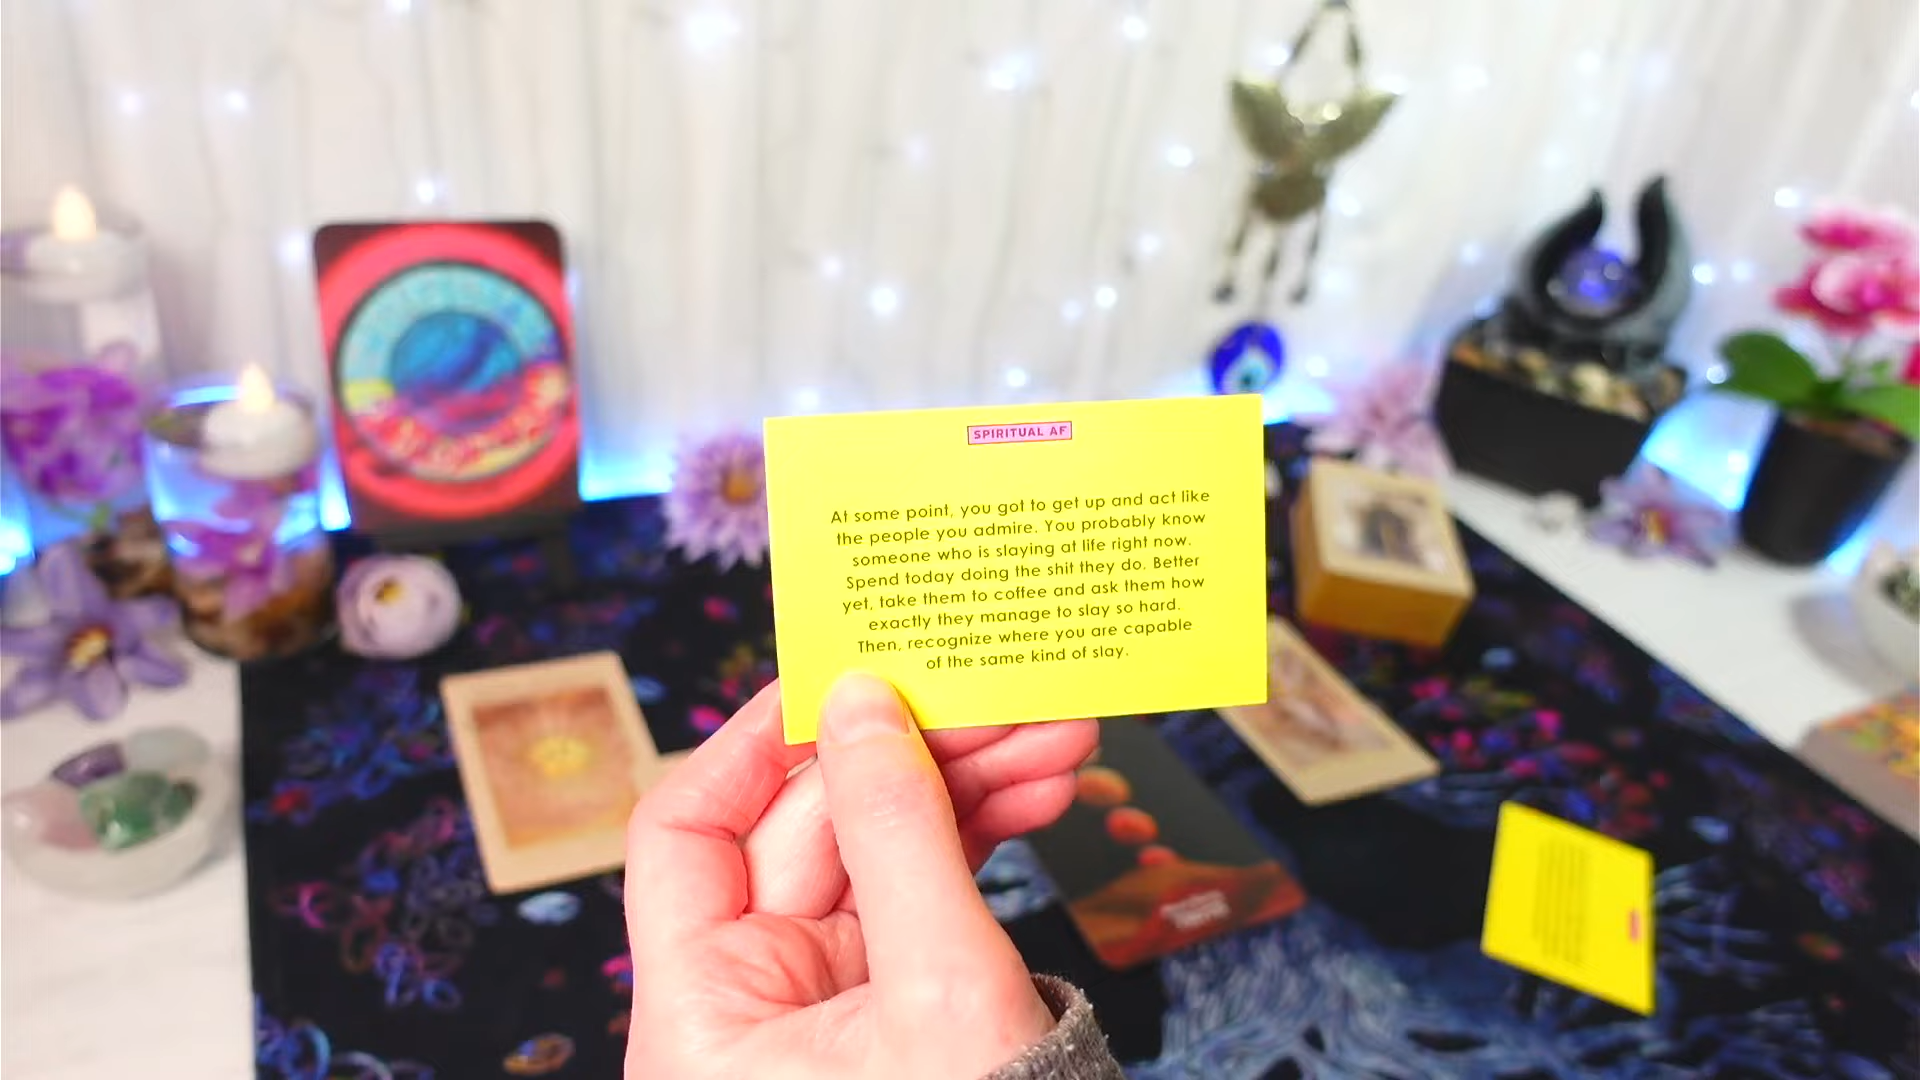 SPIRITUAL AF
At some point, you got to get up and act like
the people you admire. You probably know
someone who is slaying at life right now.
Spend today doing the shit they do. Better
yet, take them to coffee and ask them how
exactly they manage to slay so hard.
Then, recognize where you are capable
of the same kind of slay.